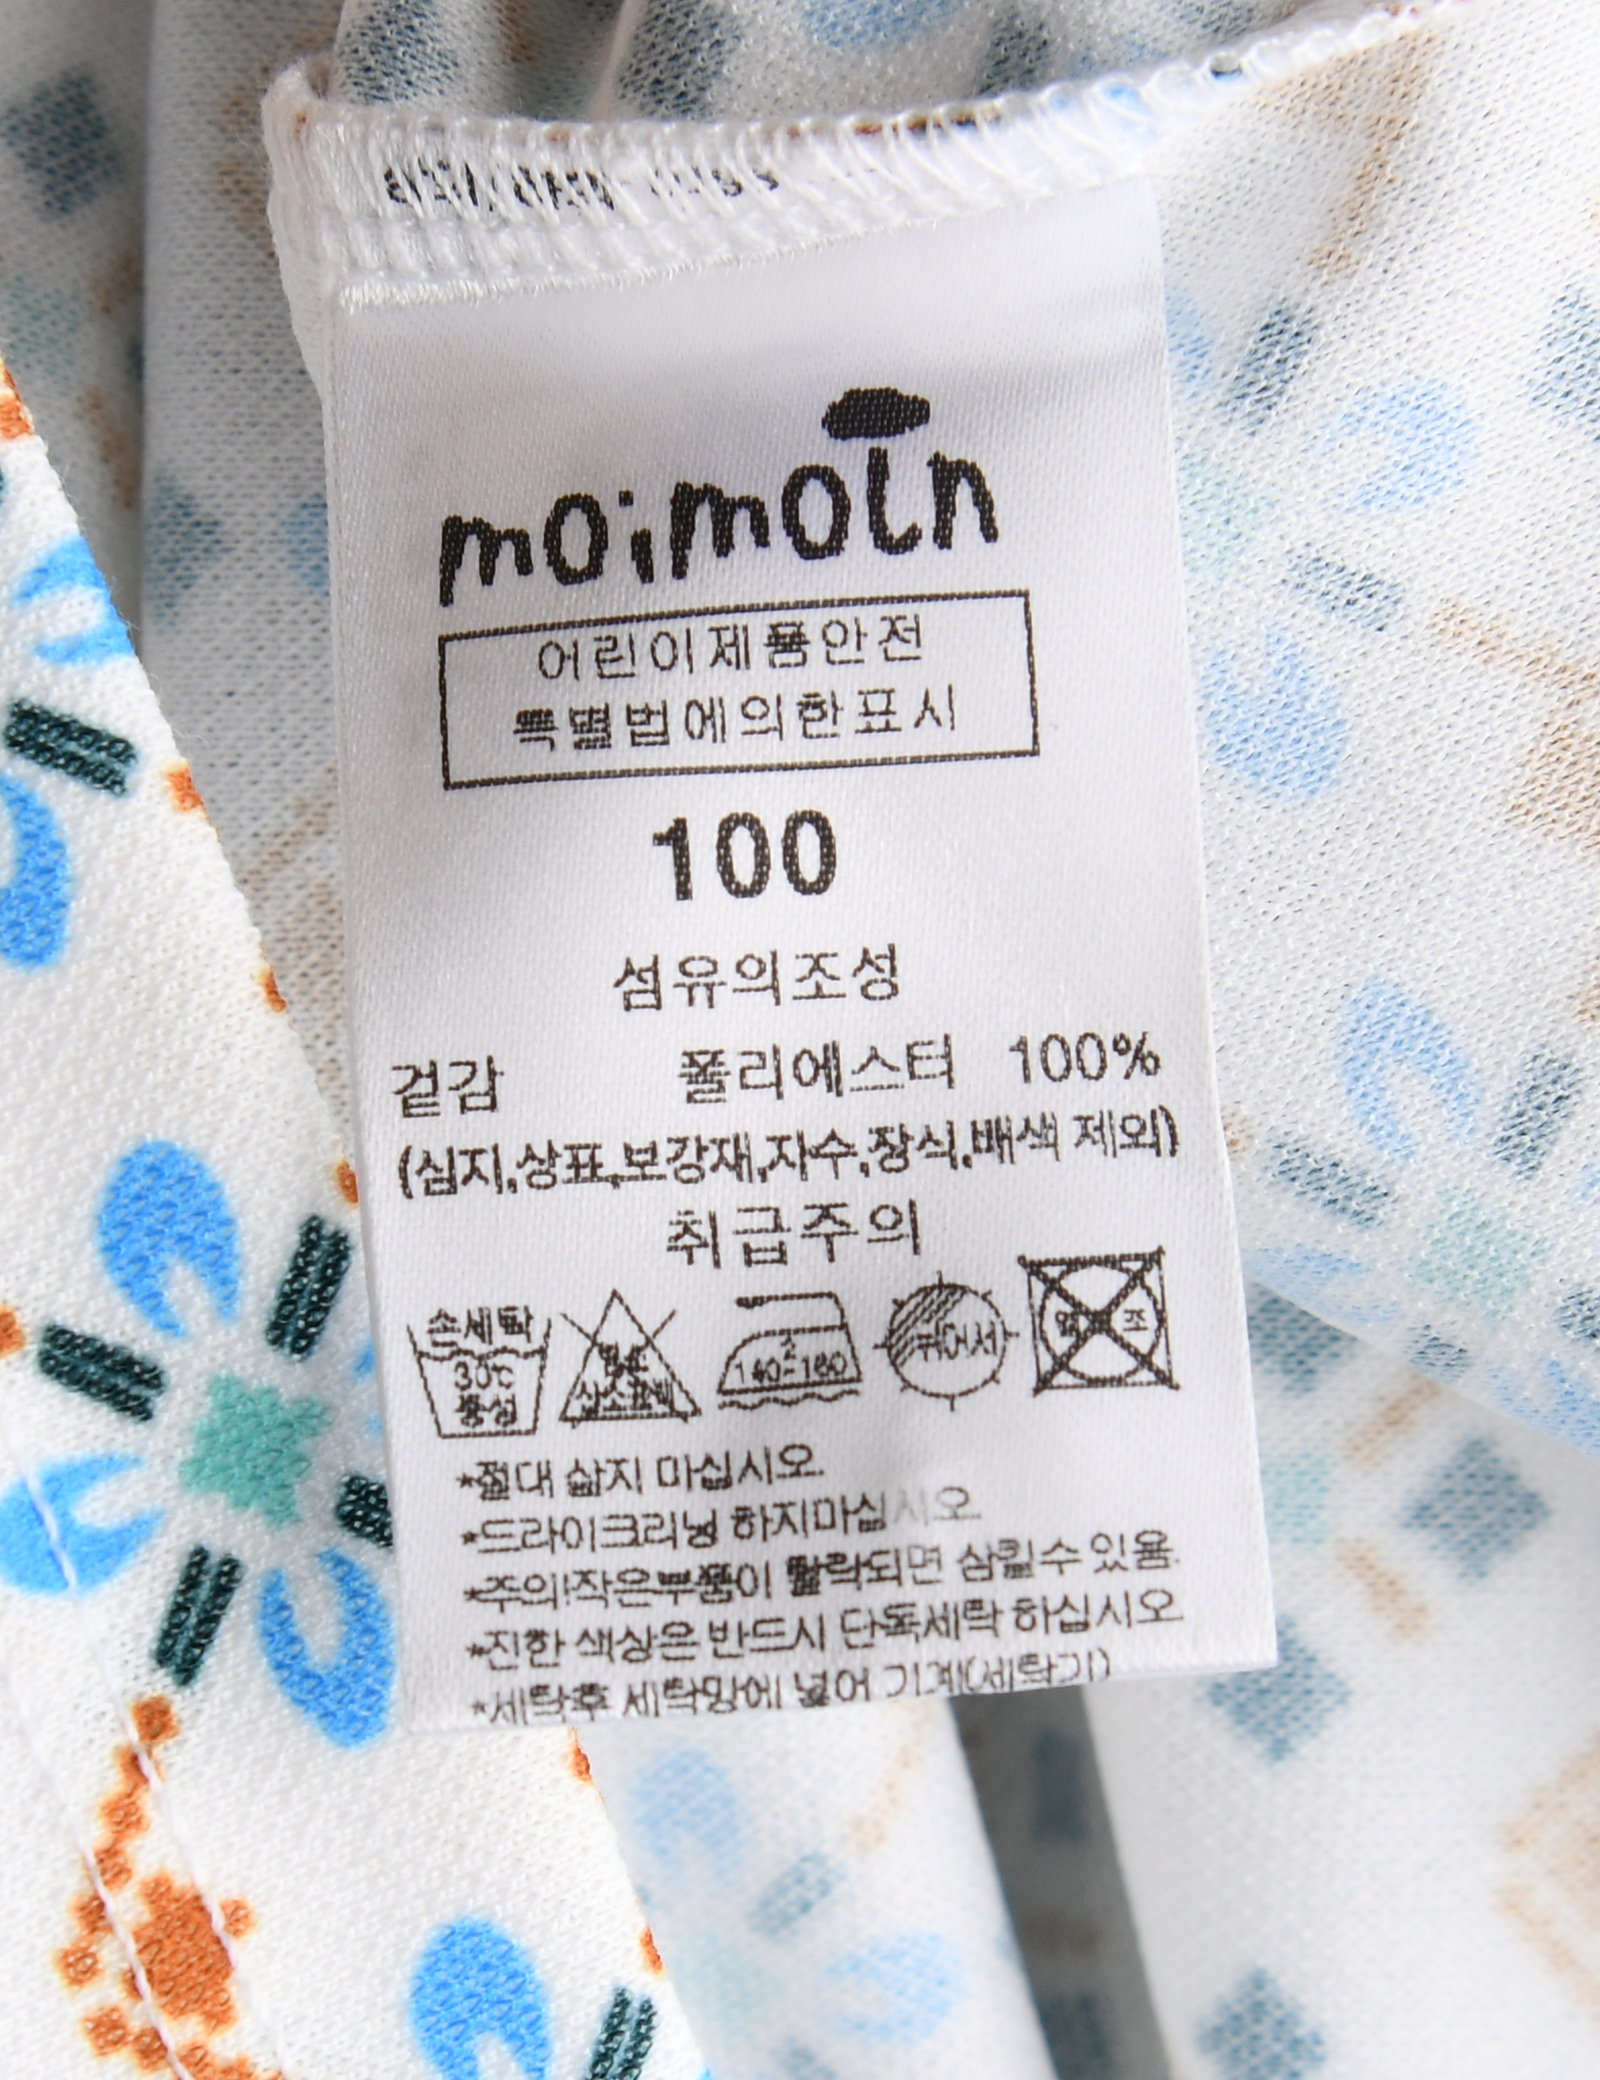 moimoln
어린이제품안전
특별법에의한표시
100
섬유의조성
겉감 폴리에스터 100%
(심지,상표,보강재,자수,장식,배색 제외)
취급주의
손세탁
30℃
중성
산소표백
2
140-160
뉘어서
*절대 삶지 마십시오.
*드라이크리닝 하지마십시오.
*주의!작은부품이 탈락되면 삼킬수 있음.
*진한 색상은 반드시 단독세탁 하십시오
*세탁후 세탁망에 넣어 기계(세탁기)